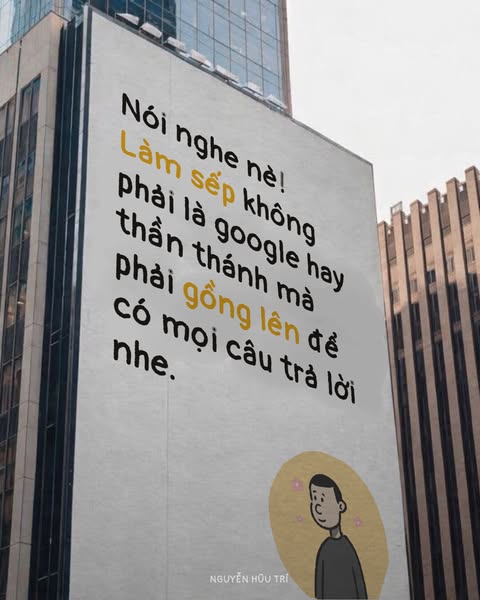 Nói nghe nè!
Làm sếp không
phải là google hay
thần thánh mà
phải gồng lên để
có mọi câu trả lời
nhe.
NGUYỄN HỮU TRÍ